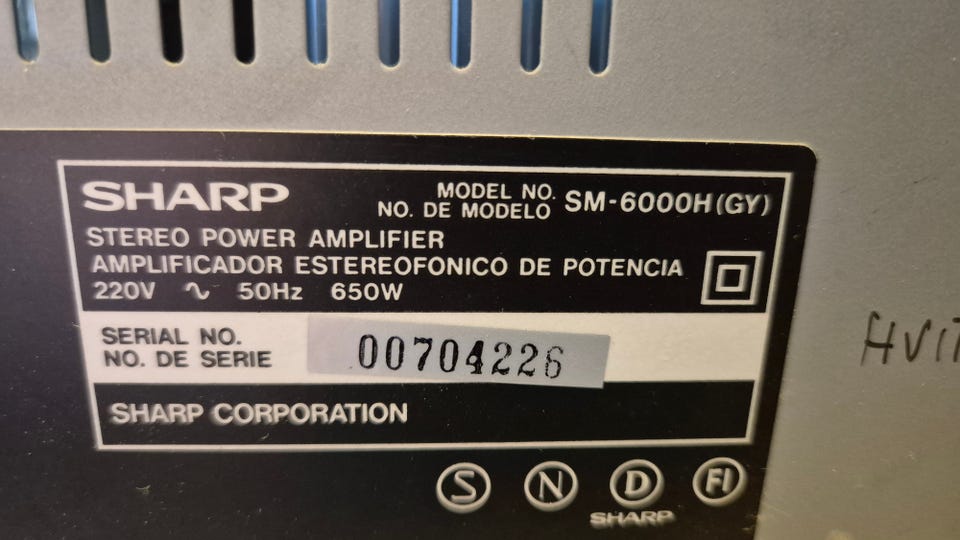 SHARP
MODEL NO.
NO. DE MODELO
SM-6000H(GY)
STEREO POWER AMPLIFIER
AMPLIFICADOR ESTEREOFONICO DE POTENCIA
220V ∿ 50Hz 650W
SERIAL NO.
NO. DE SERIE
00704226
SHARP CORPORATION
S N D FI
SHARP